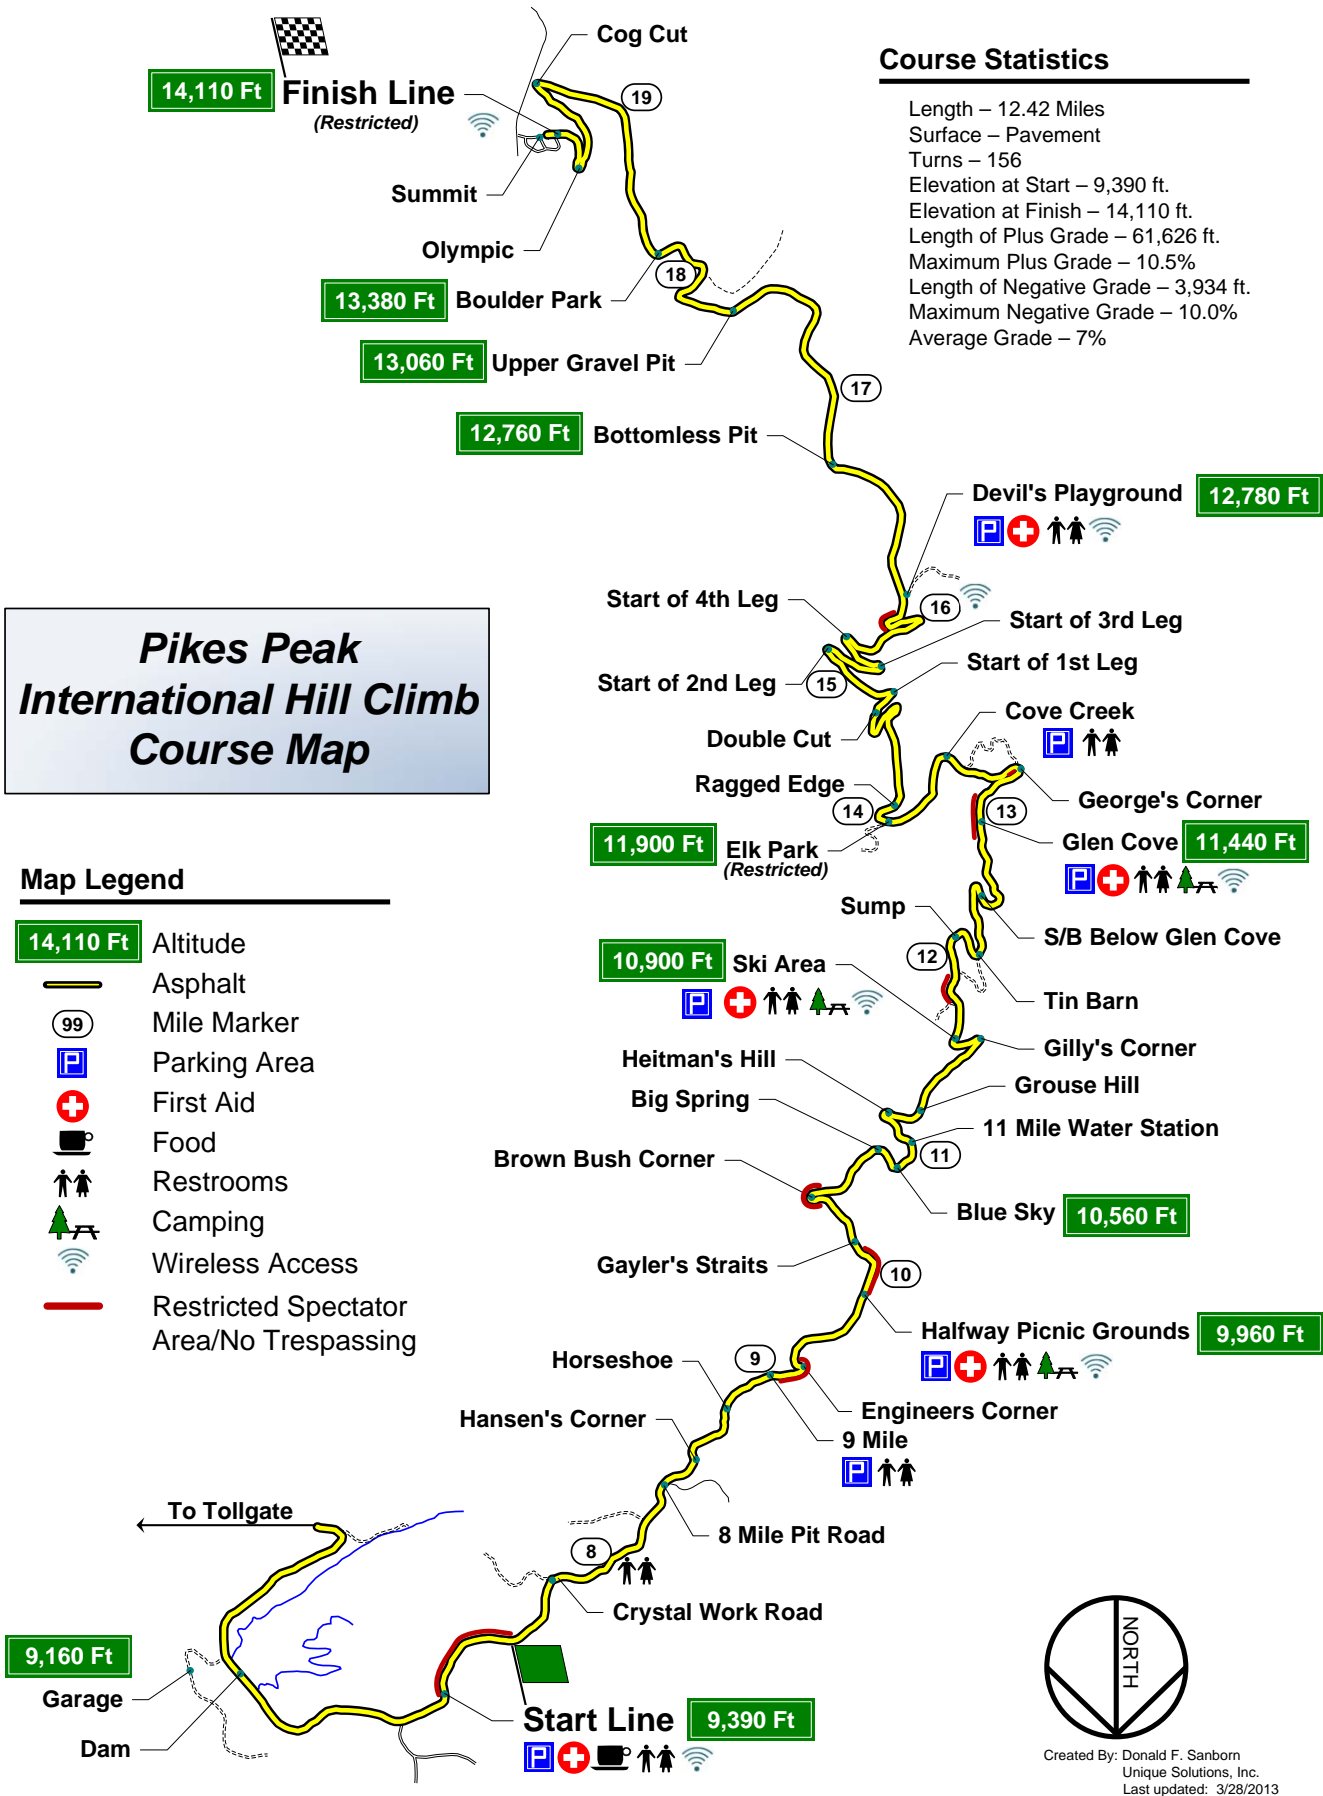 Cog Cut
19
14,110 Ft
Finish Line
(Restricted)
Summit
Olympic
18
13,380 Ft
Boulder Park
13,060 Ft
Upper Gravel Pit
17
12,760 Ft
Bottomless Pit
Course Statistics
Length – 12.42 Miles
Surface – Pavement
Turns – 156
Elevation at Start – 9,390 ft.
Elevation at Finish – 14,110 ft.
Length of Plus Grade – 61,626 ft.
Maximum Plus Grade – 10.5%
Length of Negative Grade – 3,934 ft.
Maximum Negative Grade – 10.0%
Average Grade – 7%
Devil's Playground
12,780 Ft
Start of 4th Leg
16
Start of 3rd Leg
Start of 1st Leg
Start of 2nd Leg
15
Pikes Peak
International Hill Climb
Course Map
Cove Creek
Double Cut
Ragged Edge
14
13
George's Corner
11,900 Ft
Elk Park
(Restricted)
Glen Cove
11,440 Ft
Sump
S/B Below Glen Cove
12
10,900 Ft
Ski Area
Tin Barn
Gilly's Corner
Heitman's Hill
Grouse Hill
Big Spring
11 Mile Water Station
11
Brown Bush Corner
Blue Sky
10,560 Ft
Gayler's Straits
10
Halfway Picnic Grounds
9,960 Ft
Horseshoe
9
Engineers Corner
Hansen's Corner
9 Mile
8 Mile Pit Road
8
Crystal Work Road
Map Legend
14,110 Ft
Altitude
Asphalt
99
Mile Marker
P
Parking Area
First Aid
Food
Restrooms
Camping
Wireless Access
Restricted Spectator
Area/No Trespassing
To Tollgate
9,160 Ft
Garage
Dam
Start Line
9,390 Ft
NORTH
Created By: Donald F. Sanborn
Unique Solutions, Inc.
Last updated: 3/28/2013